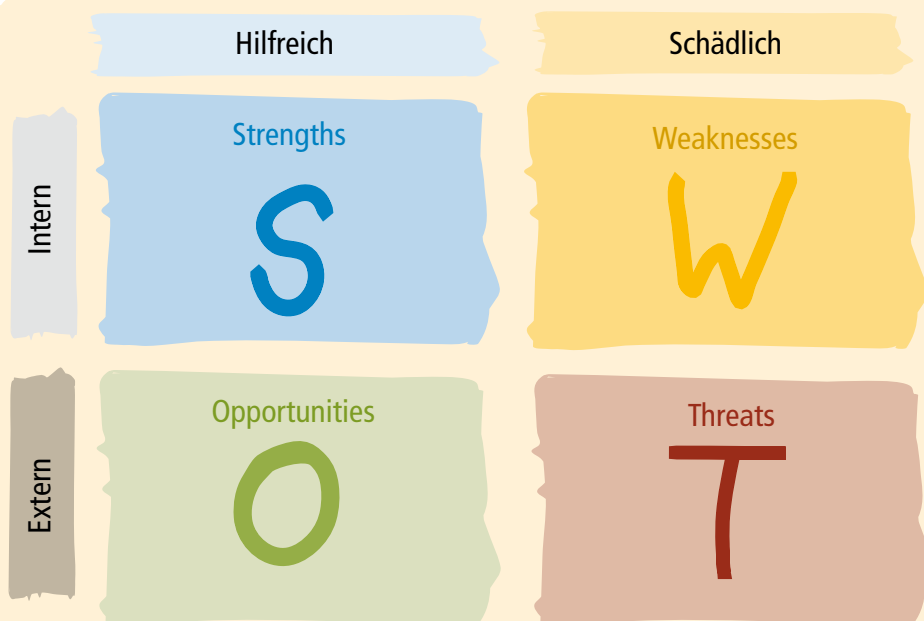 Hilfreich
Schädlich
Intern
Strengths
S
Weaknesses
W
Extern
Opportunities
O
Threats
T